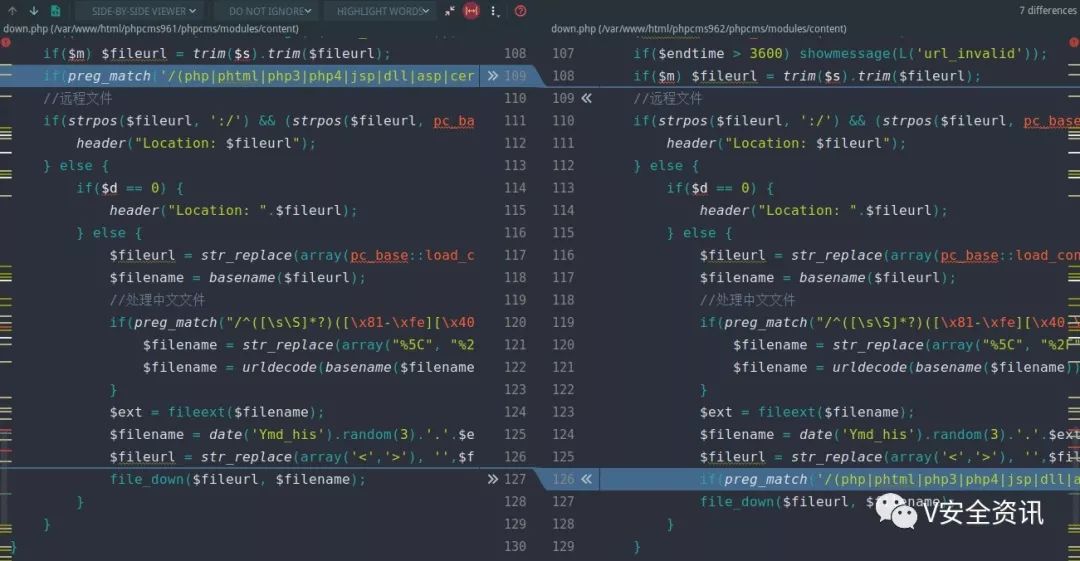 SIDE-BY-SIDE VIEWER DO NOT IGNORE HIGHLIGHT WORDS 7 differences
down.php (/var/www/html/phpcms961/phpcms/modules/content)
108 if($m) $fileurl = trim($s).trim($fileurl);
109 if(preg_match('/(php|phtml|php3|php4|jsp|dll|asp|cer
110 //远程文件
111 if(strpos($fileurl, ':/') && (strpos($fileurl, pc_ba
112 header("Location: $fileurl");
113 } else {
114 if($d == 0) {
115 header("Location: ".$fileurl);
116 } else {
117 $fileurl = str_replace(array(pc_base::load_c
118 $filename = basename($fileurl);
119 //处理中文文件
120 if(preg_match("/^([\s\S]*?)([\x81-\xfe][\x40
121 $filename = str_replace(array("%5C", "%2
122 $filename = urldecode(basename($filename
123 }
124 $ext = fileext($filename);
125 $filename = date('Ymd_his').random(3).'.'.$e
126 $fileurl = str_replace(array('<','>'), '',$f
127 file_down($fileurl, $filename);
128 }
129 }
130 }
down.php (/var/www/html/phpcms962/phpcms/modules/content)
107 if($endtime > 3600) showmessage(L('url_invalid'));
108 if($m) $fileurl = trim($s).trim($fileurl);
109 //远程文件
110 if(strpos($fileurl, ':/') && (strpos($fileurl, pc_base
111 header("Location: $fileurl");
112 } else {
113 if($d == 0) {
114 header("Location: ".$fileurl);
115 } else {
116 $fileurl = str_replace(array(pc_base::load_con
117 $filename = basename($fileurl);
118 //处理中文文件
119 if(preg_match("/^([\s\S]*?)([\x81-\xfe][\x40-
120 $filename = str_replace(array("%5C", "%2F"
121 $filename = urldecode(basename($filename))
122 }
123 $ext = fileext($filename);
124 $filename = date('Ymd_his').random(3).'.'.$ext
125 $fileurl = str_replace(array('<','>'), '',$fil
126 if(preg_match('/(php|phtml|php3|php4|jsp|dll|a
127 file_down($fileurl,
128 }
129 }
V安全资讯